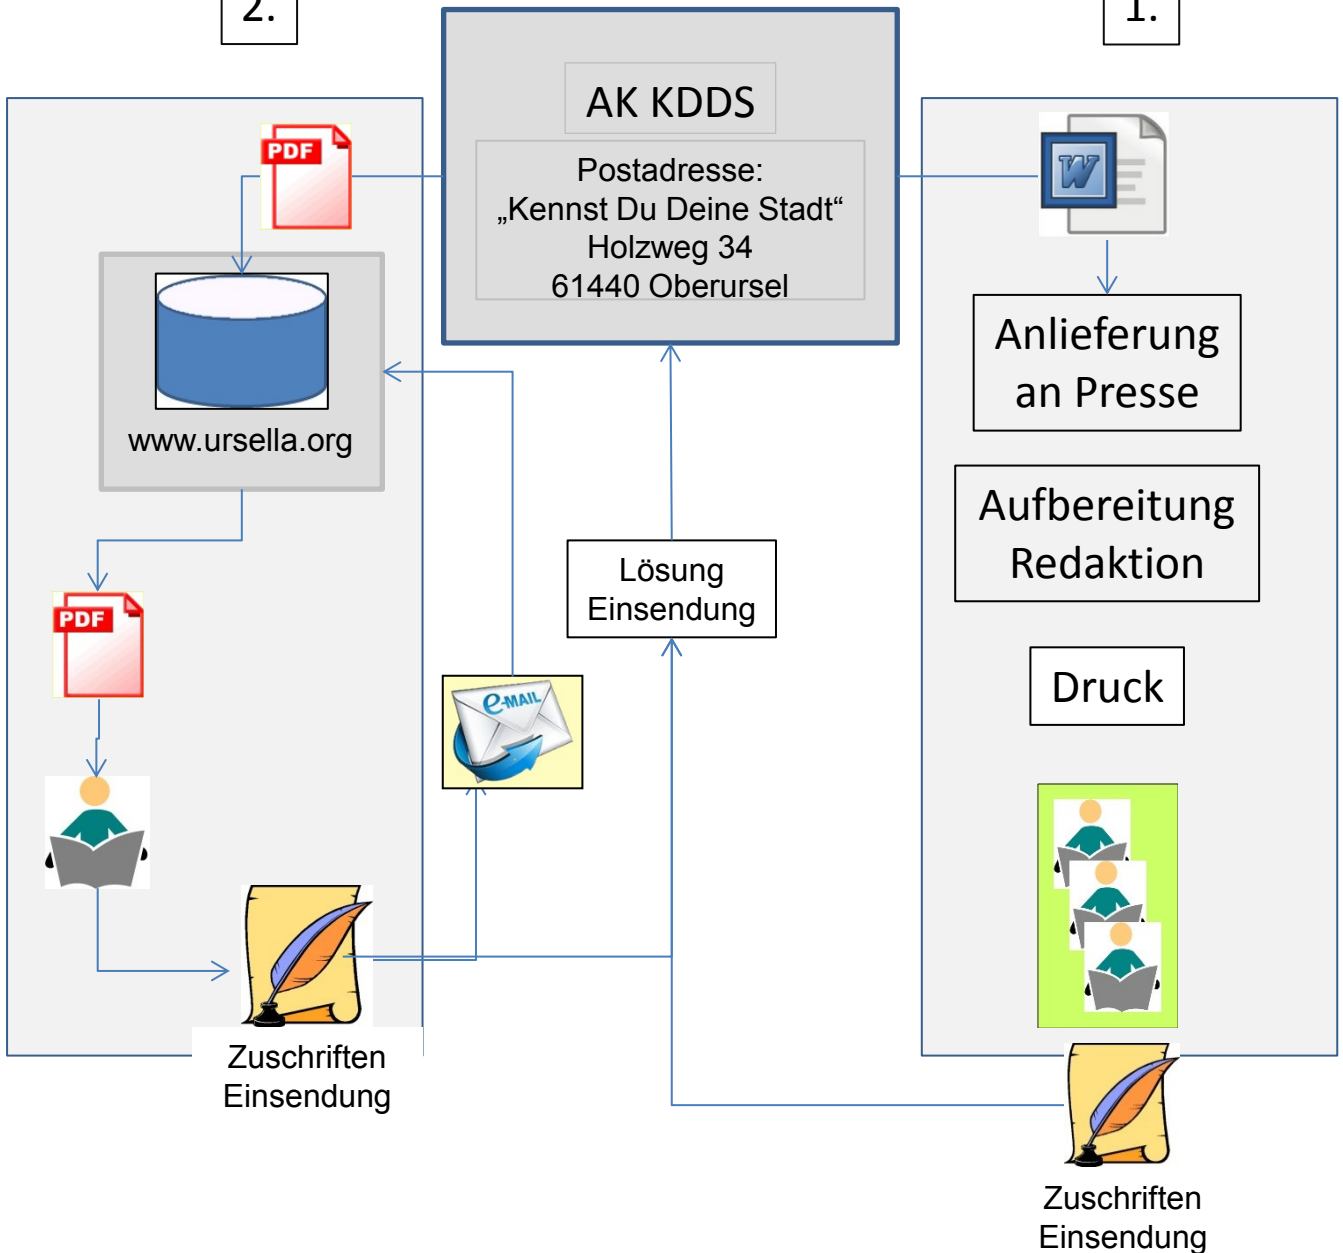 2.
1.
AK KDDS
Postadresse:
„Kennst Du Deine Stadt“
Holzweg 34
61440 Oberursel
PDF
W
www.ursella.org
Anlieferung
an Presse
Aufbereitung
Redaktion
Lösung
Einsendung
PDF
e-MAIL
Druck
Zuschriften
Einsendung
Zuschriften
Einsendung